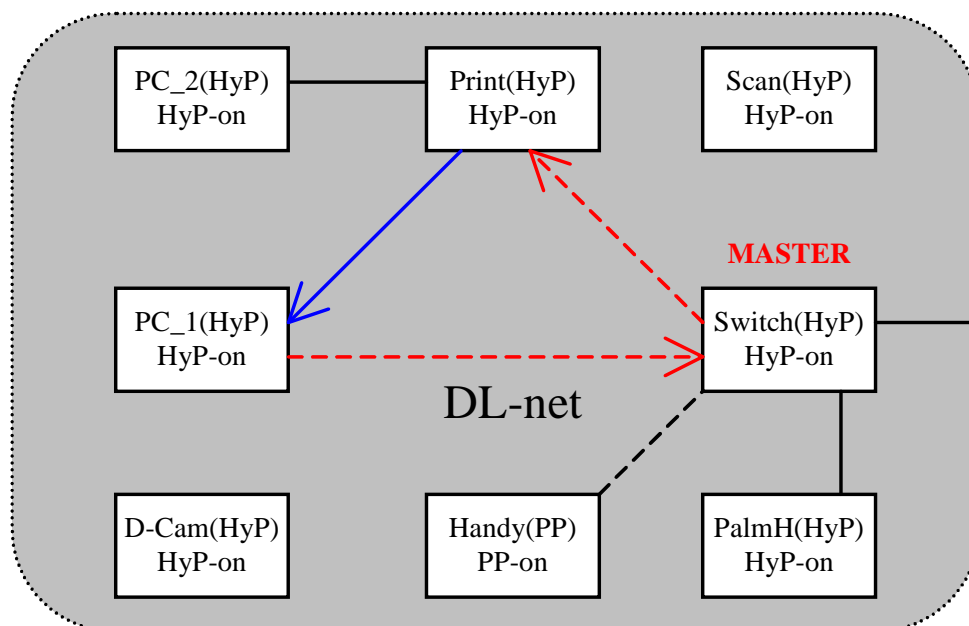 PC_2(HyP)
HyP-on
Print(HyP)
HyP-on
Scan(HyP)
HyP-on
MASTER
PC_1(HyP)
HyP-on
Switch(HyP)
HyP-on
DL-net
D-Cam(HyP)
HyP-on
Handy(PP)
PP-on
PalmH(HyP)
HyP-on